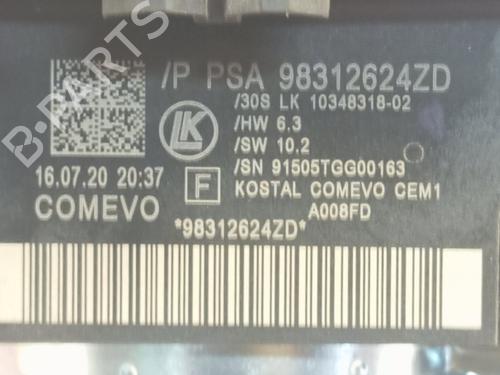 /P PSA 98312624ZD
/30S LK 10348318-02
/HW 6.3
LK
/SW 10.2
/SN 91505TGG00163
16.07.20 20:37
F
KOSTAL COMEVO CEM1
COMEVO
A008FD
*98312624ZD*
B-PARTS